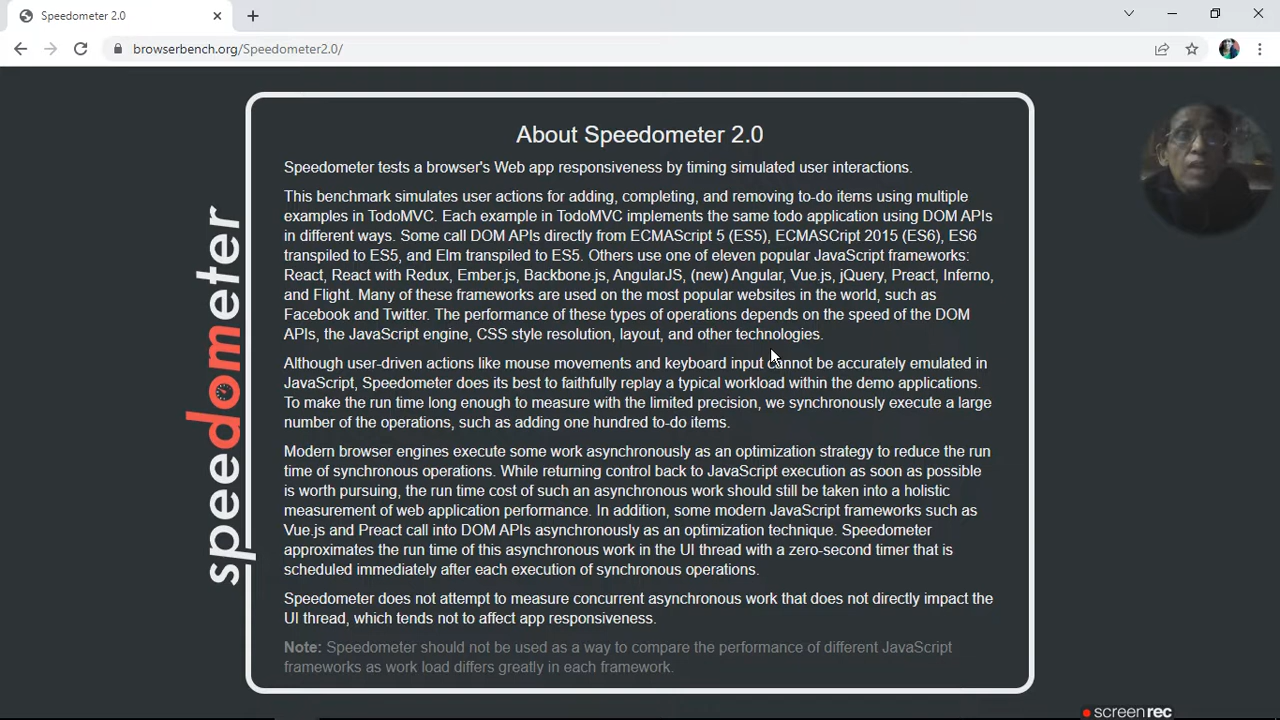 Speedometer 2.0
browserbench.org/Speedometer2.0/
speedometer
About Speedometer 2.0
Speedometer tests a browser's Web app responsiveness by timing simulated user interactions.
This benchmark simulates user actions for adding, completing, and removing to-do items using multiple
examples in TodoMVC. Each example in TodoMVC implements the same todo application using DOM APIs
in different ways. Some call DOM APIs directly from ECMAScript 5 (ES5), ECMASCript 2015 (ES6), ES6
transpiled to ES5, and Elm transpiled to ES5. Others use one of eleven popular JavaScript frameworks:
React, React with Redux, Ember.js, Backbone.js, AngularJS, (new) Angular, Vue.js, jQuery, Preact, Inferno,
and Flight. Many of these frameworks are used on the most popular websites in the world, such as
Facebook and Twitter. The performance of these types of operations depends on the speed of the DOM
APIs, the JavaScript engine, CSS style resolution, layout, and other technologies.
Although user-driven actions like mouse movements and keyboard input cannot be accurately emulated in
JavaScript, Speedometer does its best to faithfully replay a typical workload within the demo applications.
To make the run time long enough to measure with the limited precision, we synchronously execute a large
number of the operations, such as adding one hundred to-do items.
Modern browser engines execute some work asynchronously as an optimization strategy to reduce the run
time of synchronous operations. While returning control back to JavaScript execution as soon as possible
is worth pursuing, the run time cost of such an asynchronous work should still be taken into a holistic
measurement of web application performance. In addition, some modern JavaScript frameworks such as
Vue.js and Preact call into DOM APIs asynchronously as an optimization technique. Speedometer
approximates the run time of this asynchronous work in the UI thread with a zero-second timer that is
scheduled immediately after each execution of synchronous operations.
Speedometer does not attempt to measure concurrent asynchronous work that does not directly impact the
UI thread, which tends not to affect app responsiveness.
Note: Speedometer should not be used as a way to compare the performance of different JavaScript
frameworks as work load differs greatly in each framework.
screenrec